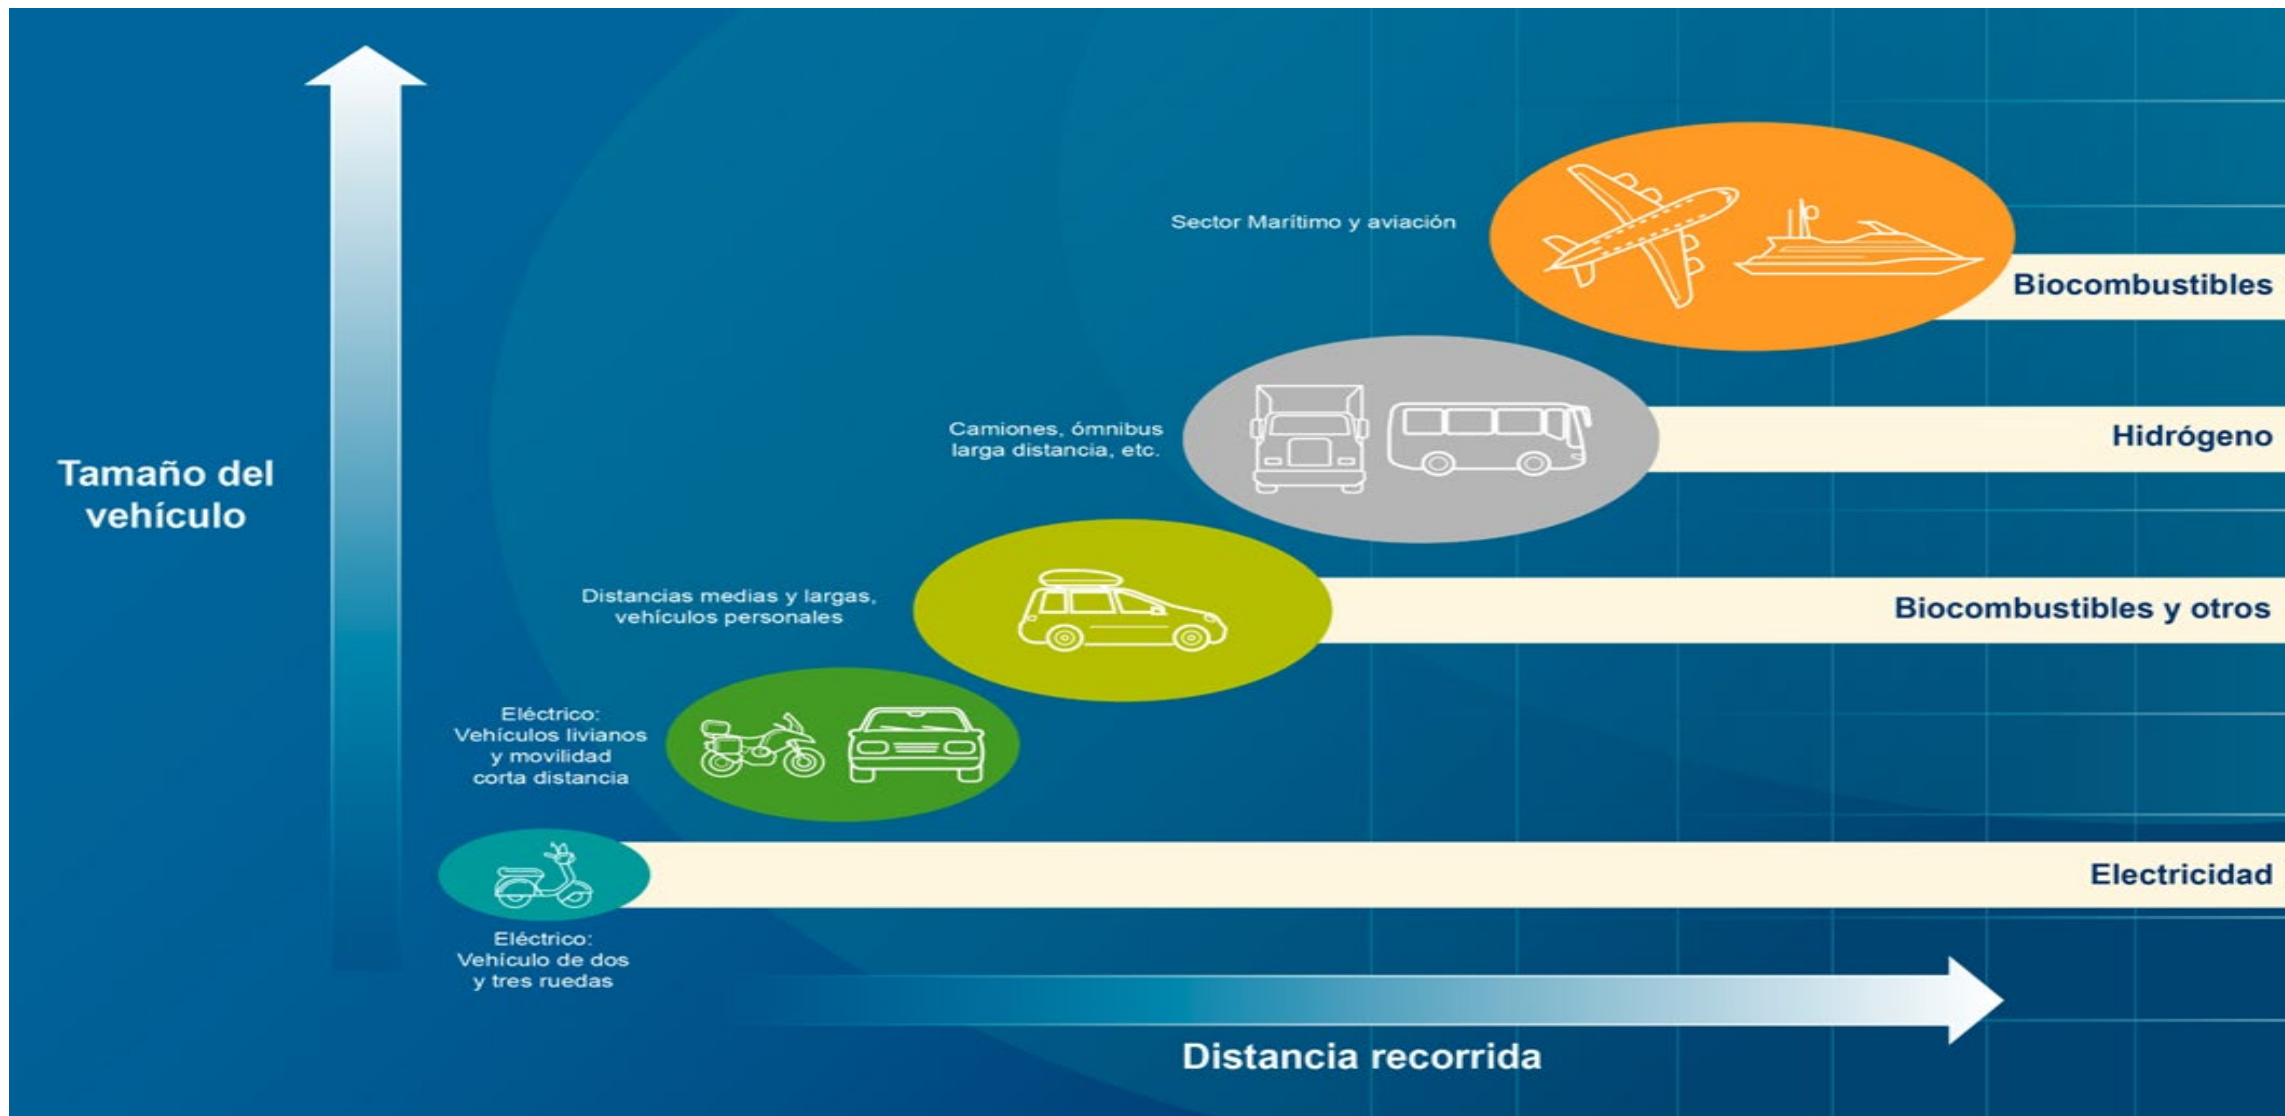 Sector Marítimo y aviación
Biocombustibles
Camiones, ómnibus
larga distancia, etc.
Hidrógeno
Tamaño del
vehículo
Distancias medias y largas,
vehículos personales
Biocombustibles y otros
Eléctrico:
Vehículos livianos
y movilidad
corta distancia
Electricidad
Eléctrico:
Vehículo de dos
y tres ruedas
Distancia recorrida